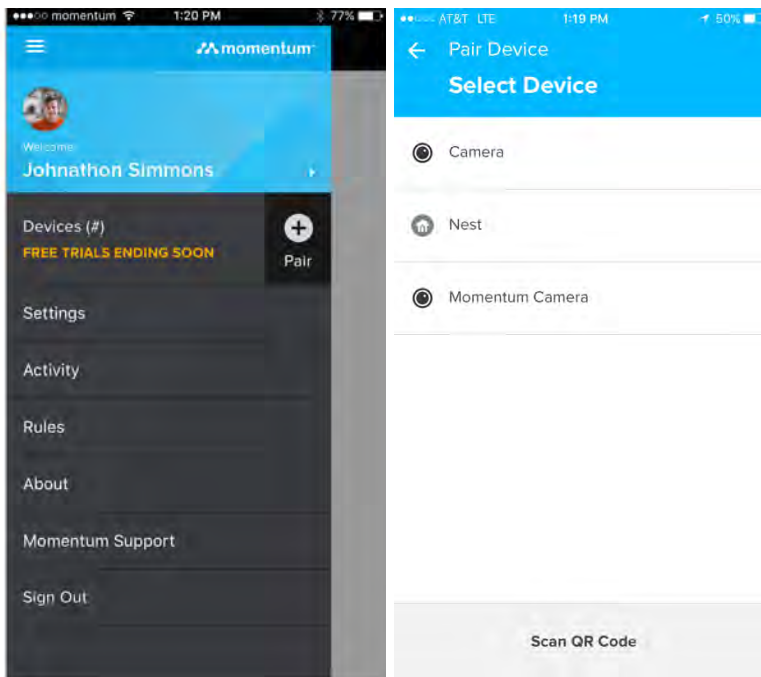 momentum 1:20 PM 77%
momentum
Welcome
Johnathon Simmons
Devices (#)
FREE TRIALS ENDING SOON
Pair
Settings
Activity
Rules
About
Momentum Support
Sign Out
AT&T LTE 1:19 PM 50%
Pair Device
Select Device
Camera
Nest
Momentum Camera
Scan QR Code